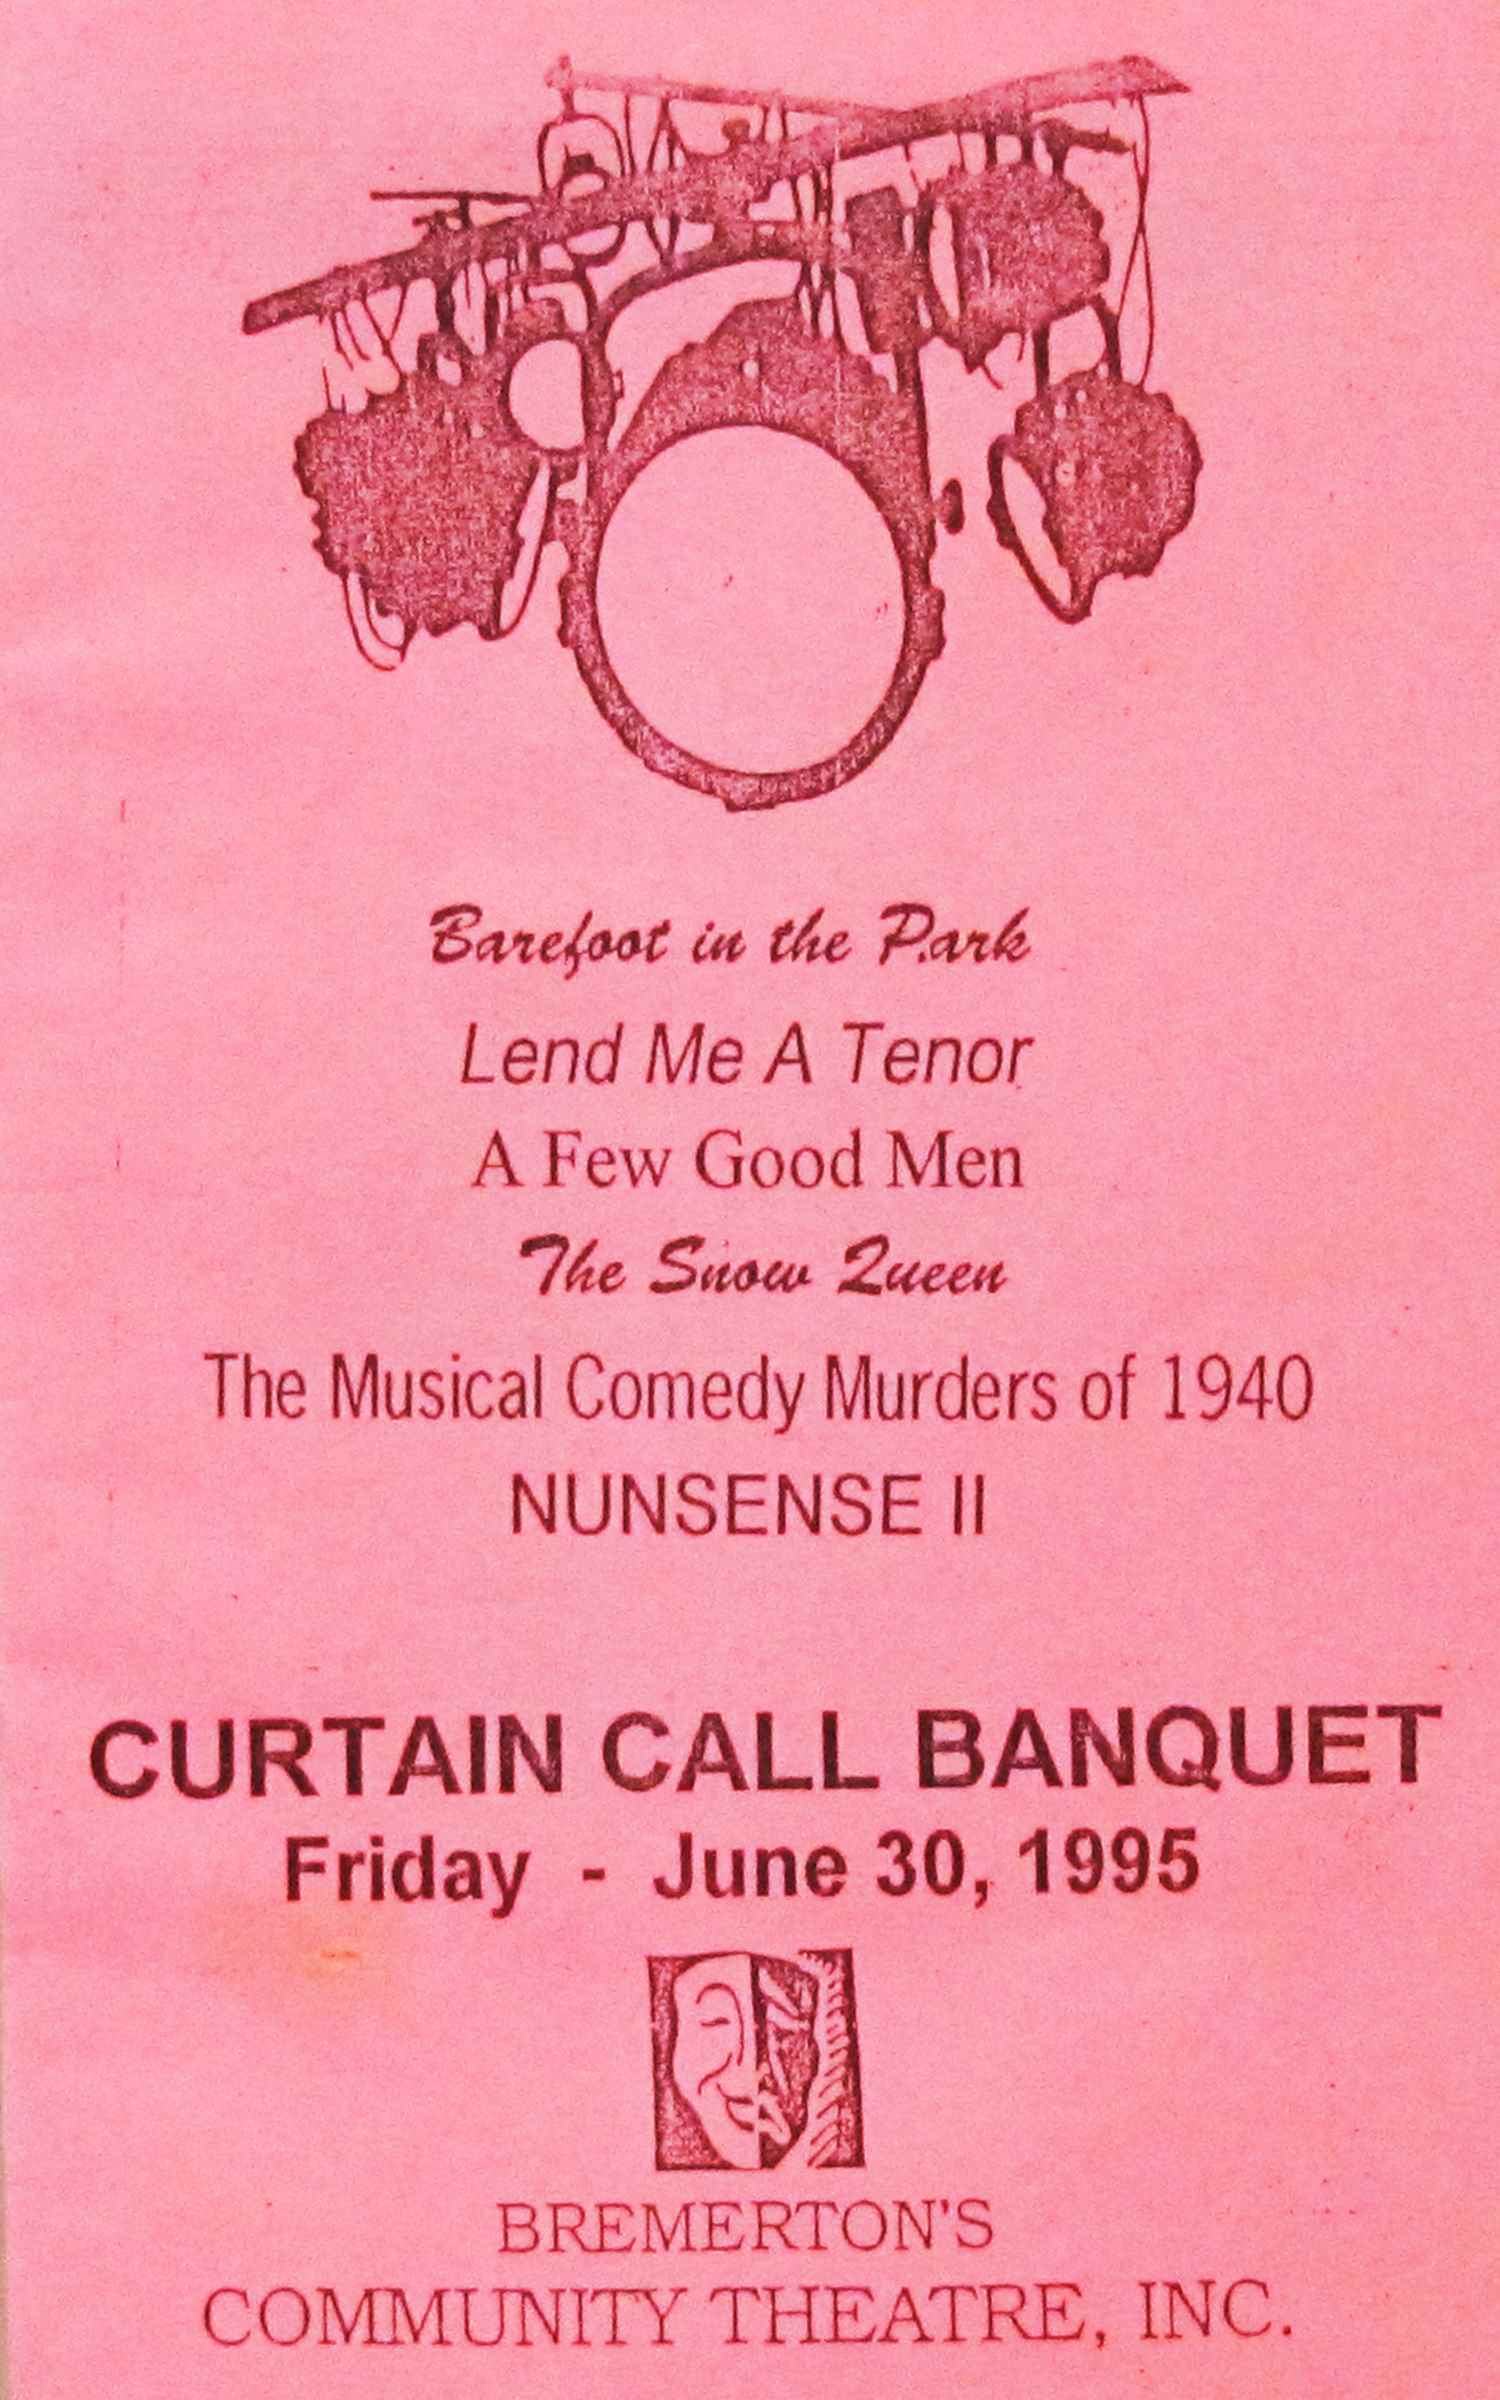 Barefoot in the Park
Lend Me A Tenor
A Few Good Men
The Snow Queen
The Musical Comedy Murders of 1940
NUNSENSE II
CURTAIN CALL BANQUET
Friday - June 30, 1995
BREMERTON'S
COMMUNITY THEATRE, INC.